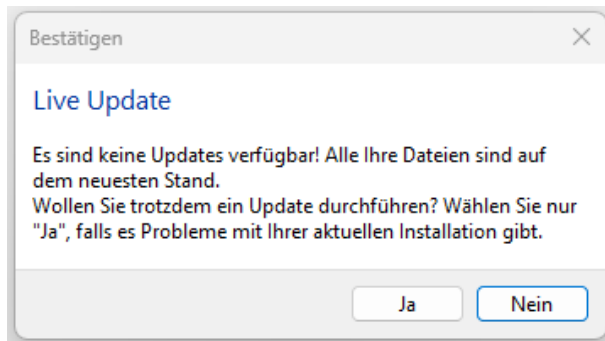 Bestätigen
Live Update
Es sind keine Updates verfügbar! Alle Ihre Dateien sind auf
dem neuesten Stand.
Wollen Sie trotzdem ein Update durchführen? Wählen Sie nur
"Ja", falls es Probleme mit Ihrer aktuellen Installation gibt.
Ja
Nein